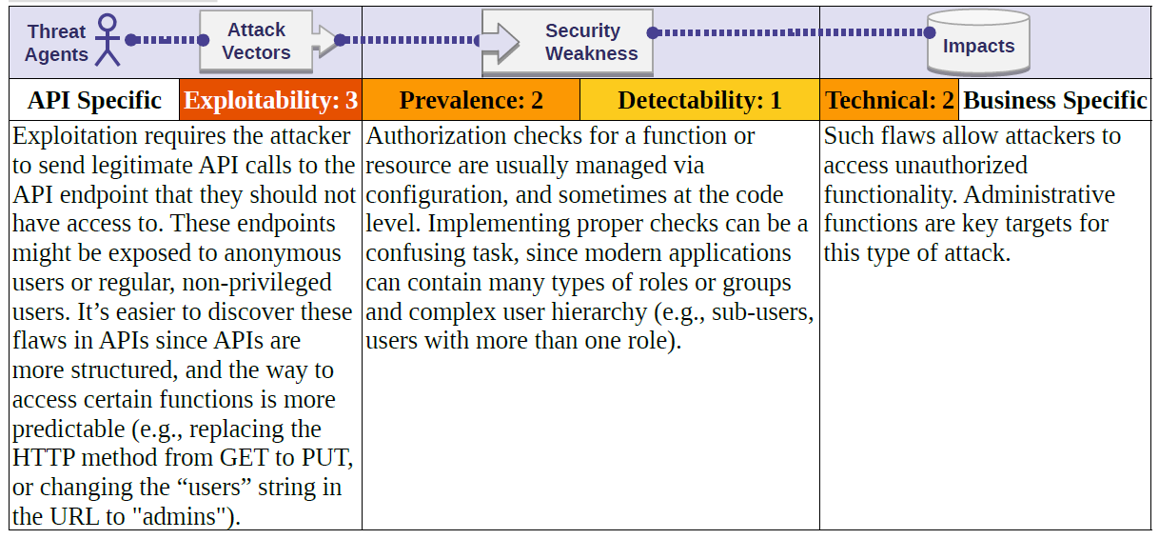 Threat
Agents
Attack
Vectors
Security
Weakness
Impacts
API Specific
Exploitability: 3
Prevalence: 2
Detectability: 1
Technical: 2
Business Specific
Exploitation requires the attacker
to send legitimate API calls to the
API endpoint that they should not
have access to. These endpoints
might be exposed to anonymous
users or regular, non-privileged
users. It’s easier to discover these
flaws in APIs since APIs are
more structured, and the way to
access certain functions is more
predictable (e.g., replacing the
HTTP method from GET to PUT,
or changing the “users” string in
the URL to "admins").
Authorization checks for a function or
resource are usually managed via
configuration, and sometimes at the code
level. Implementing proper checks can be a
confusing task, since modern applications
can contain many types of roles or groups
and complex user hierarchy (e.g., sub-users,
users with more than one role).
Such flaws allow attackers to
access unauthorized
functionality. Administrative
functions are key targets for
this type of attack.